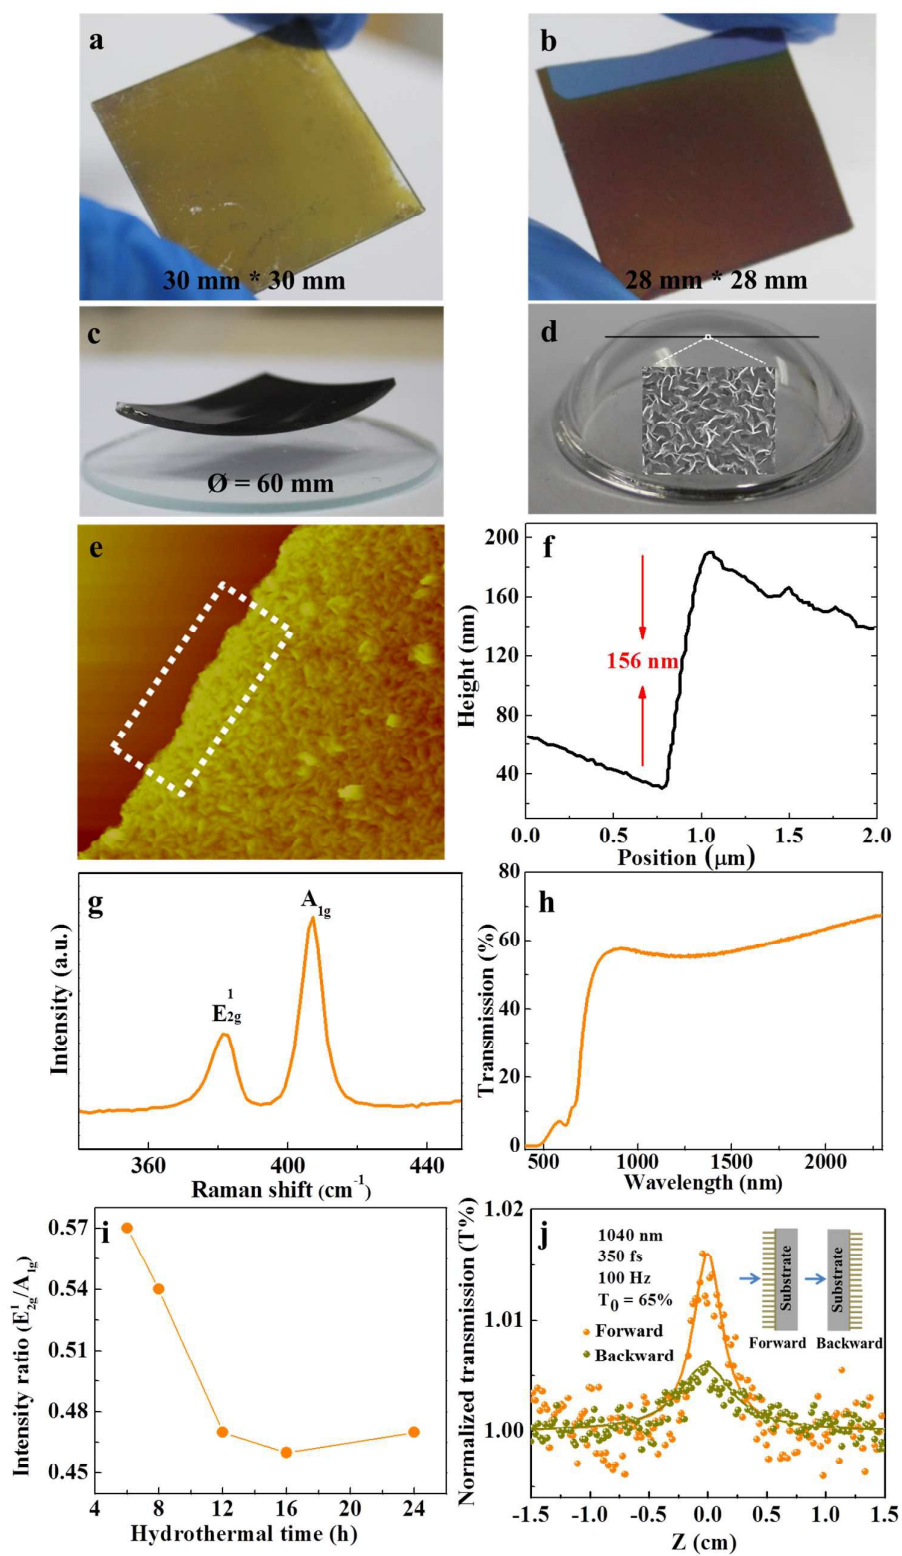 a
30 mm * 30 mm
b
28 mm * 28 mm
c
Ø = 60 mm
d
e
f
Height (nm)
200
160
120
80
40
156 nm
0.0 0.5 1.0 1.5 2.0
Position (μm)
g
Intensity (a.u.)
E¹₂g
A₁g
360 400 440
Raman shift (cm⁻¹)
h
Transmission (%)
80
60
40
20
0
500 1000 1500 2000
Wavelength (nm)
i
Intensity ratio (E¹₂g/A₁g)
0.57
0.54
0.51
0.48
0.45
4 8 12 16 20 24
Hydrothermal time (h)
j
Normalized transmission (T%)
1.02
1.01
1.00
1040 nm
350 fs
100 Hz
T₀ = 65%
Forward
Backward
Substrate
Substrate
Forward Backward
-1.5 -1.0 -0.5 0.0 0.5 1.0 1.5
Z (cm)